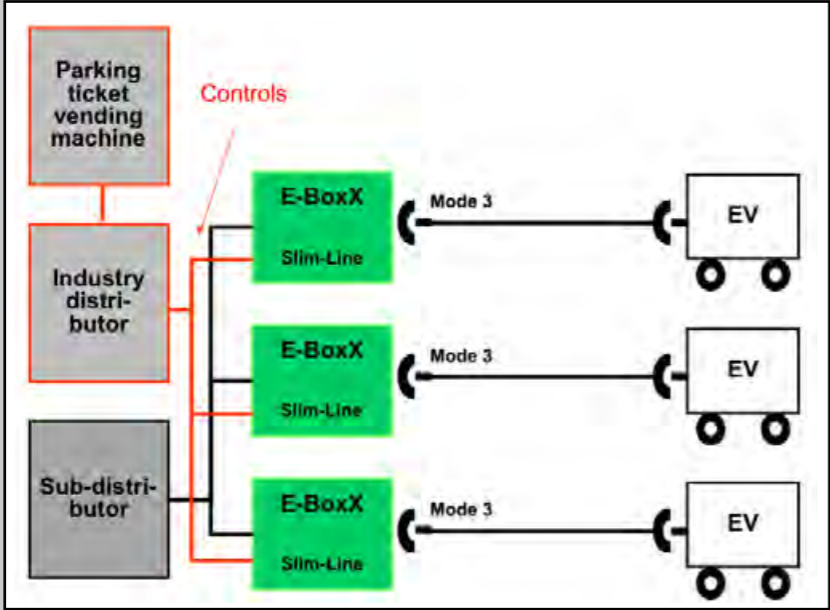 Parking
ticket
vending
machine
Controls
Industry
distri-
butor
Sub-distri-
butor
E-BoxX
Slim-Line
Mode 3
EV
E-BoxX
Slim-Line
Mode 3
EV
E-BoxX
Slim-Line
Mode 3
EV